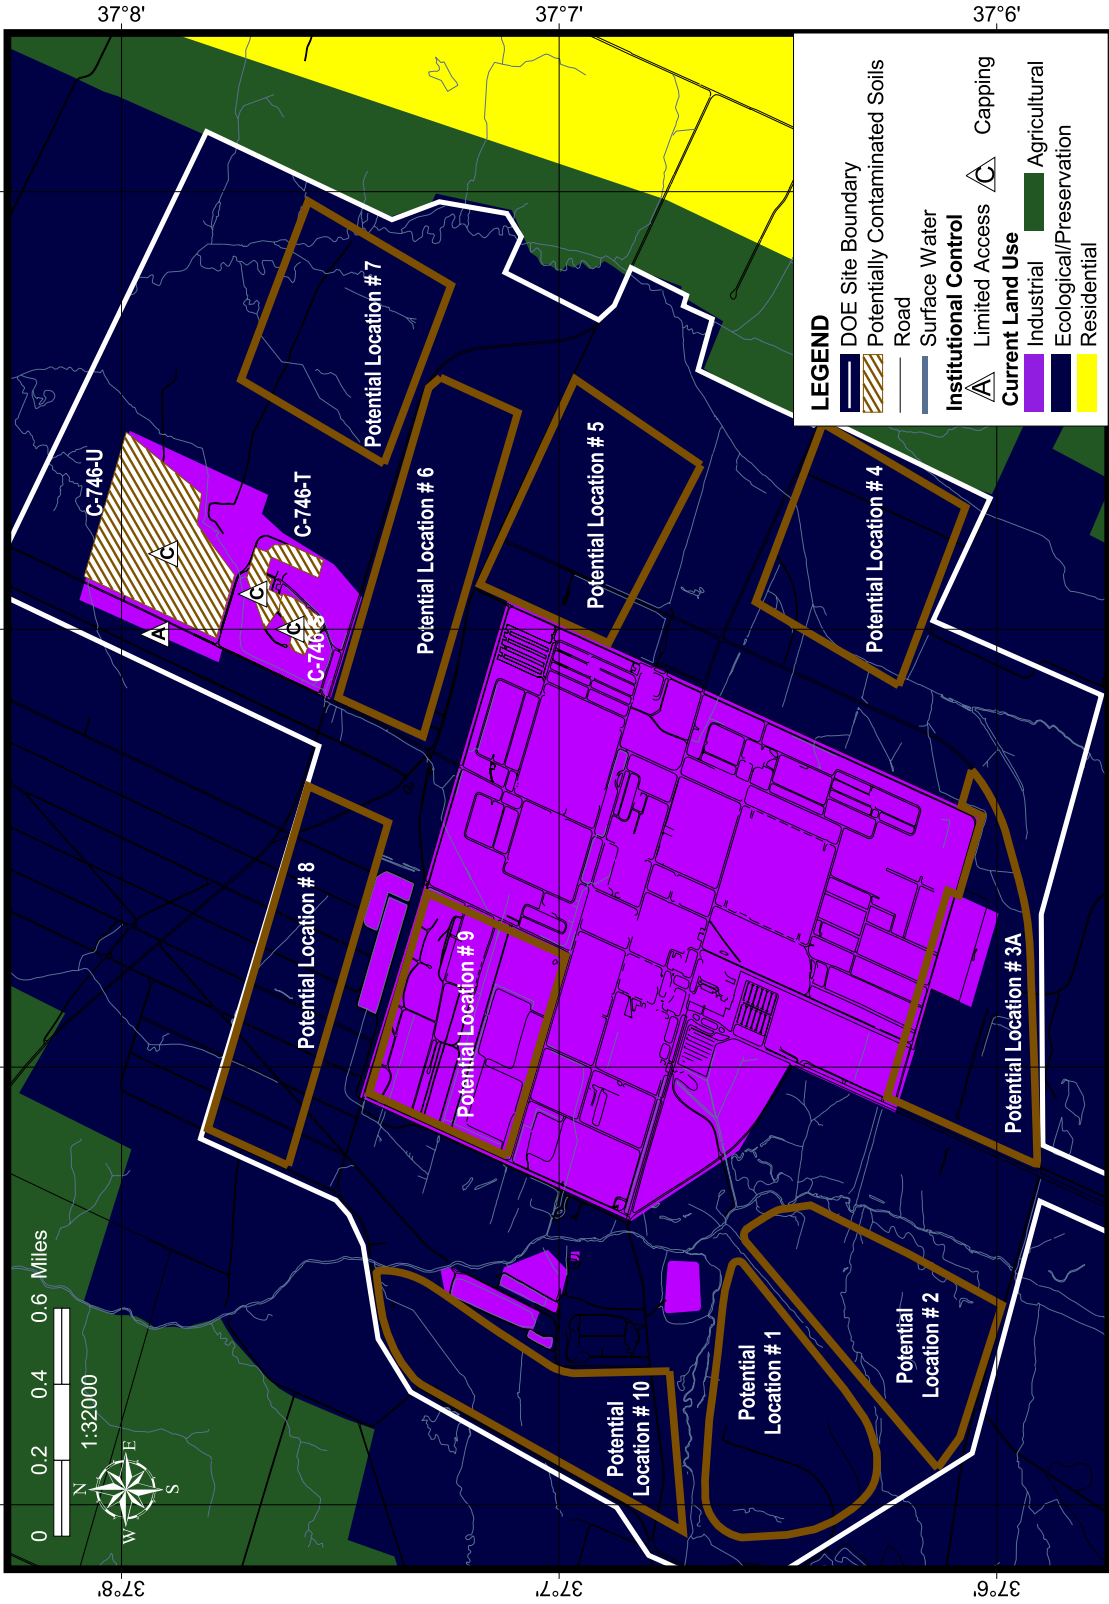 37°8'
37°7'
37°6'
0
0.2
0.4
0.6
Miles
1:32000
N
E
S
W
C-746-U
C-746-T
C-746-S
C
C
C
A
Potential Location # 7
Potential Location # 6
Potential Location # 5
Potential Location # 4
Potential Location # 8
Potential Location # 9
Potential Location # 3A
Potential
Location # 10
Potential
Location # 1
Potential
Location # 2
LEGEND
DOE Site Boundary
Potentially Contaminated Soils
Road
Surface Water
Institutional Control
A Limited Access C Capping
Current Land Use
Industrial Agricultural
Ecological/Preservation
Residential
37°8'
37°7'
37°6'